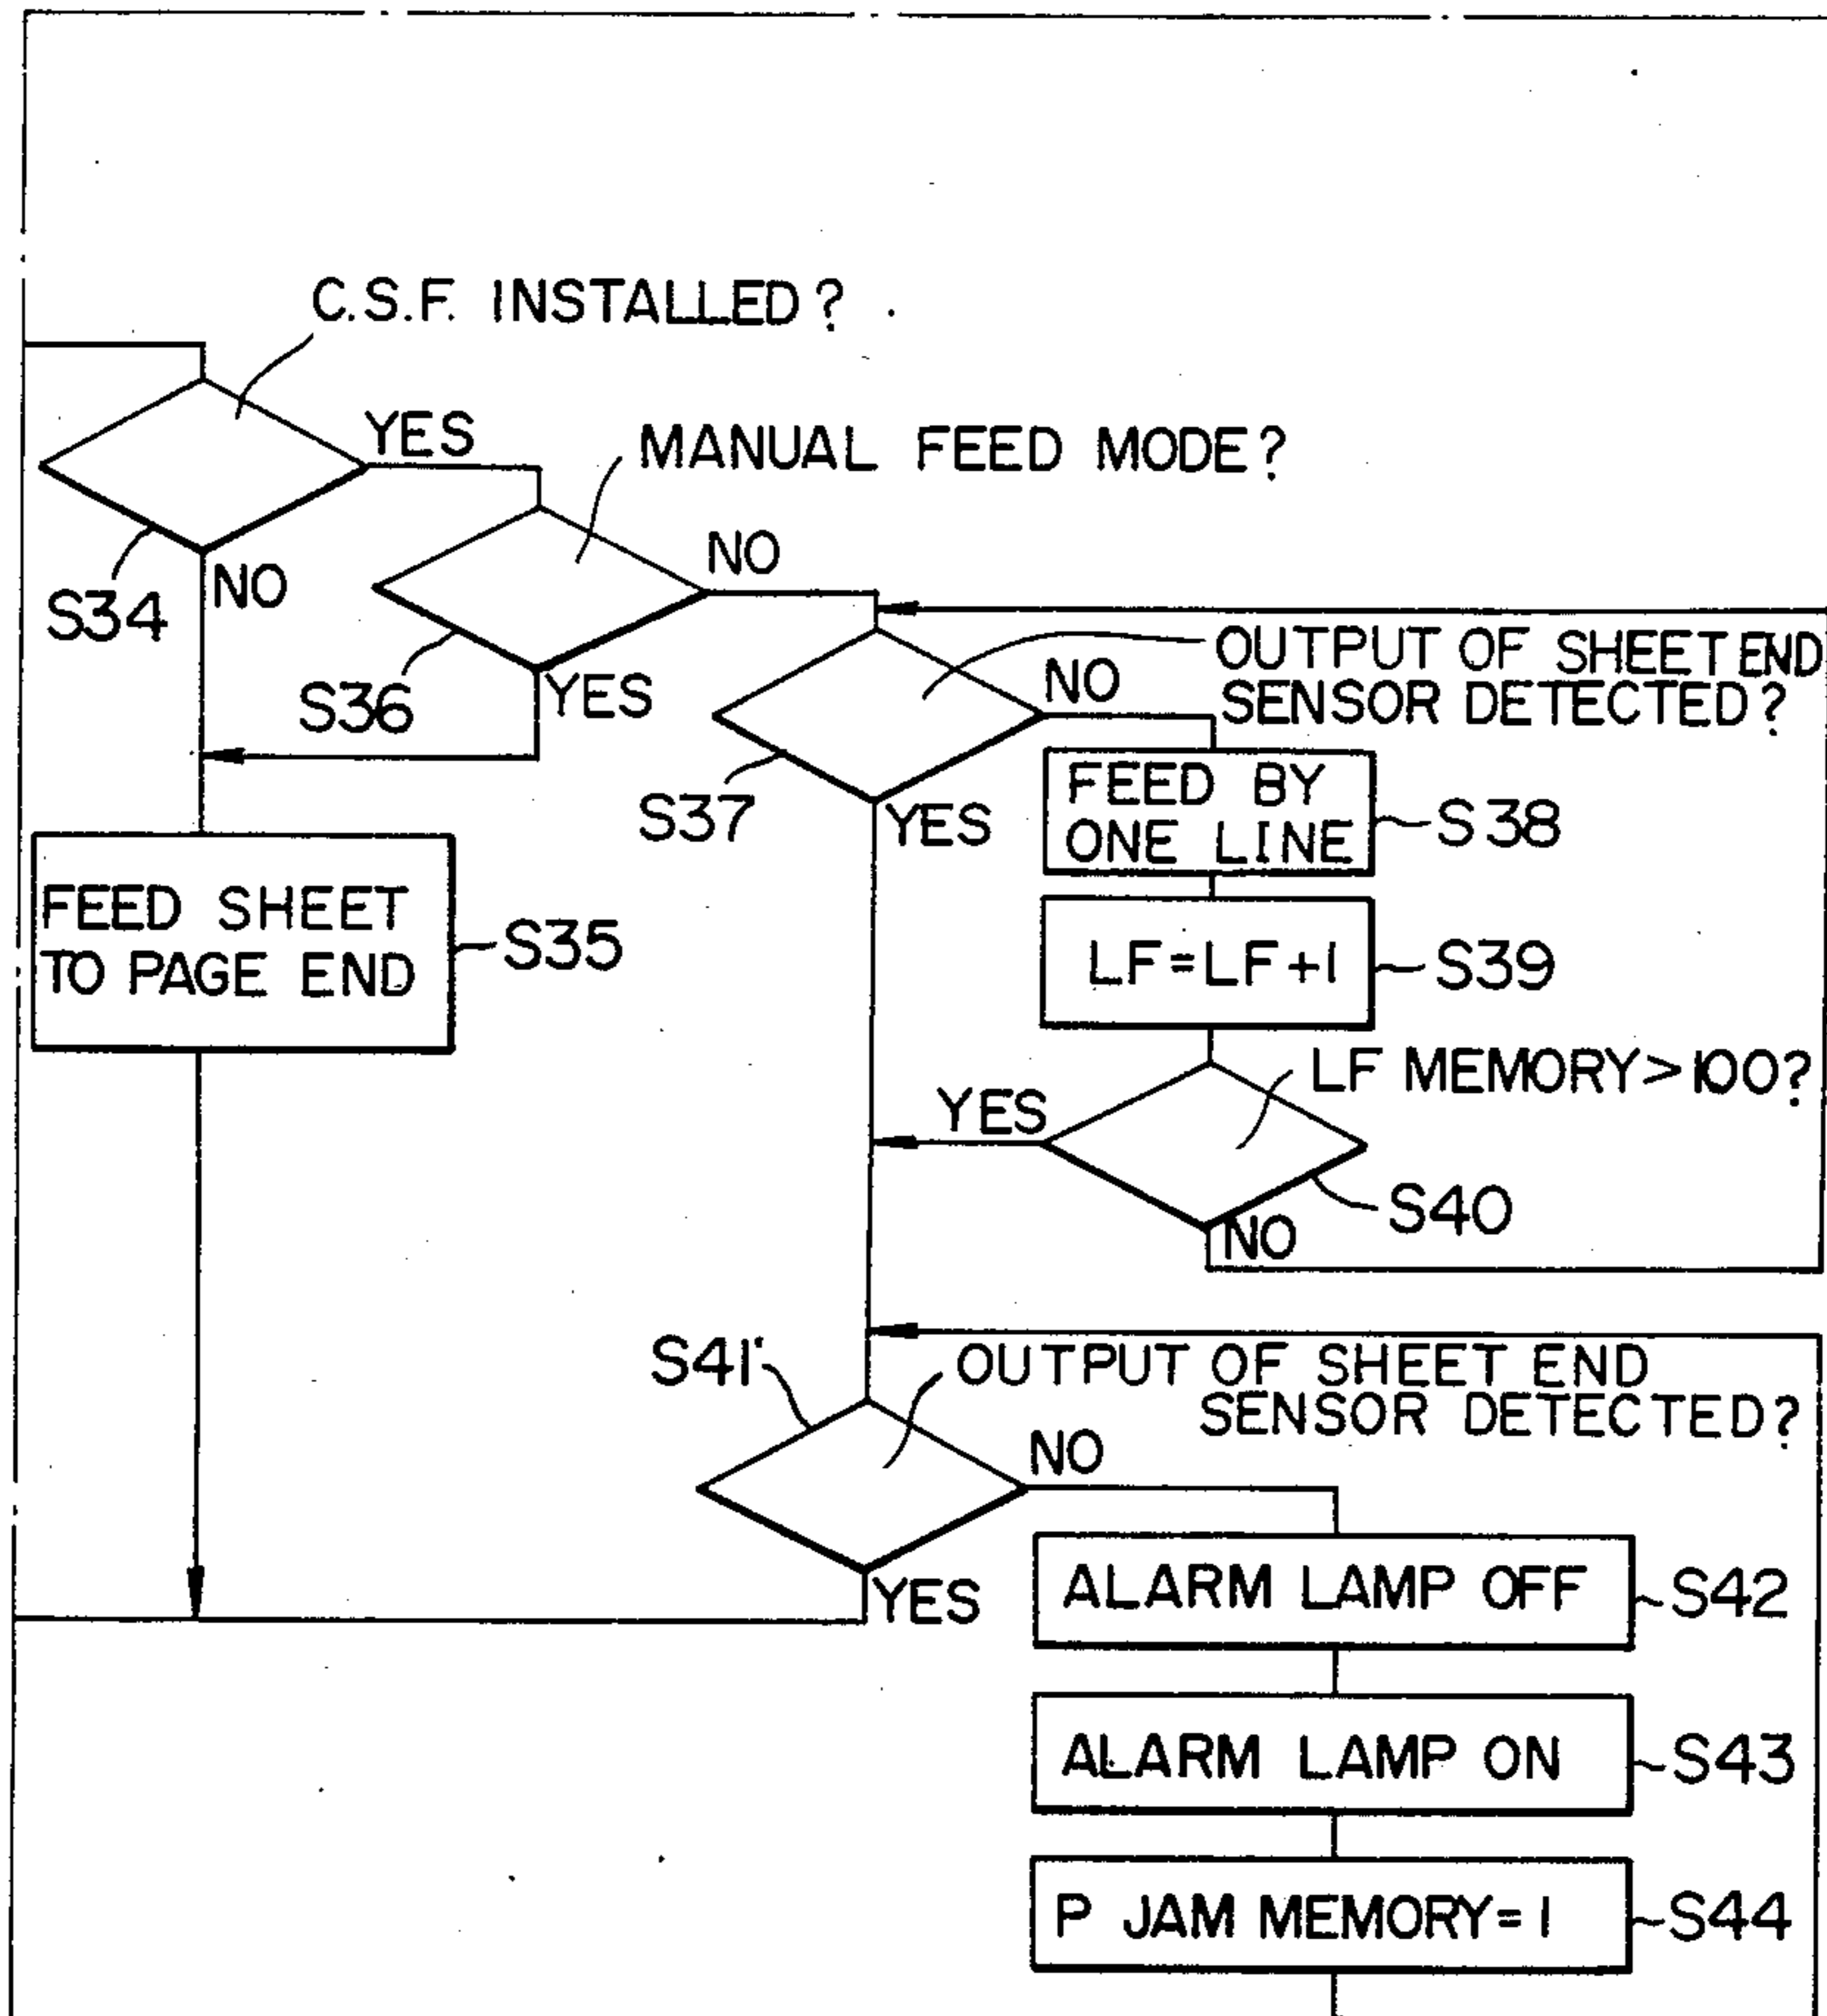 C.S.F. INSTALLED?
YES
MANUAL FEED MODE?
NO
NO
S34
OUTPUT OF SHEET END
SENSOR DETECTED?
NO
S36
YES
FEED BY
ONE LINE
S38
S37
YES
FEED SHEET
TO PAGE END
S35
LF=LF+1
S39
LF MEMORY>100?
YES
S40
NO
S41
OUTPUT OF SHEET END
SENSOR DETECTED?
NO
YES
ALARM LAMP OFF
S42
ALARM LAMP ON
S43
P JAM MEMORY=1
S44